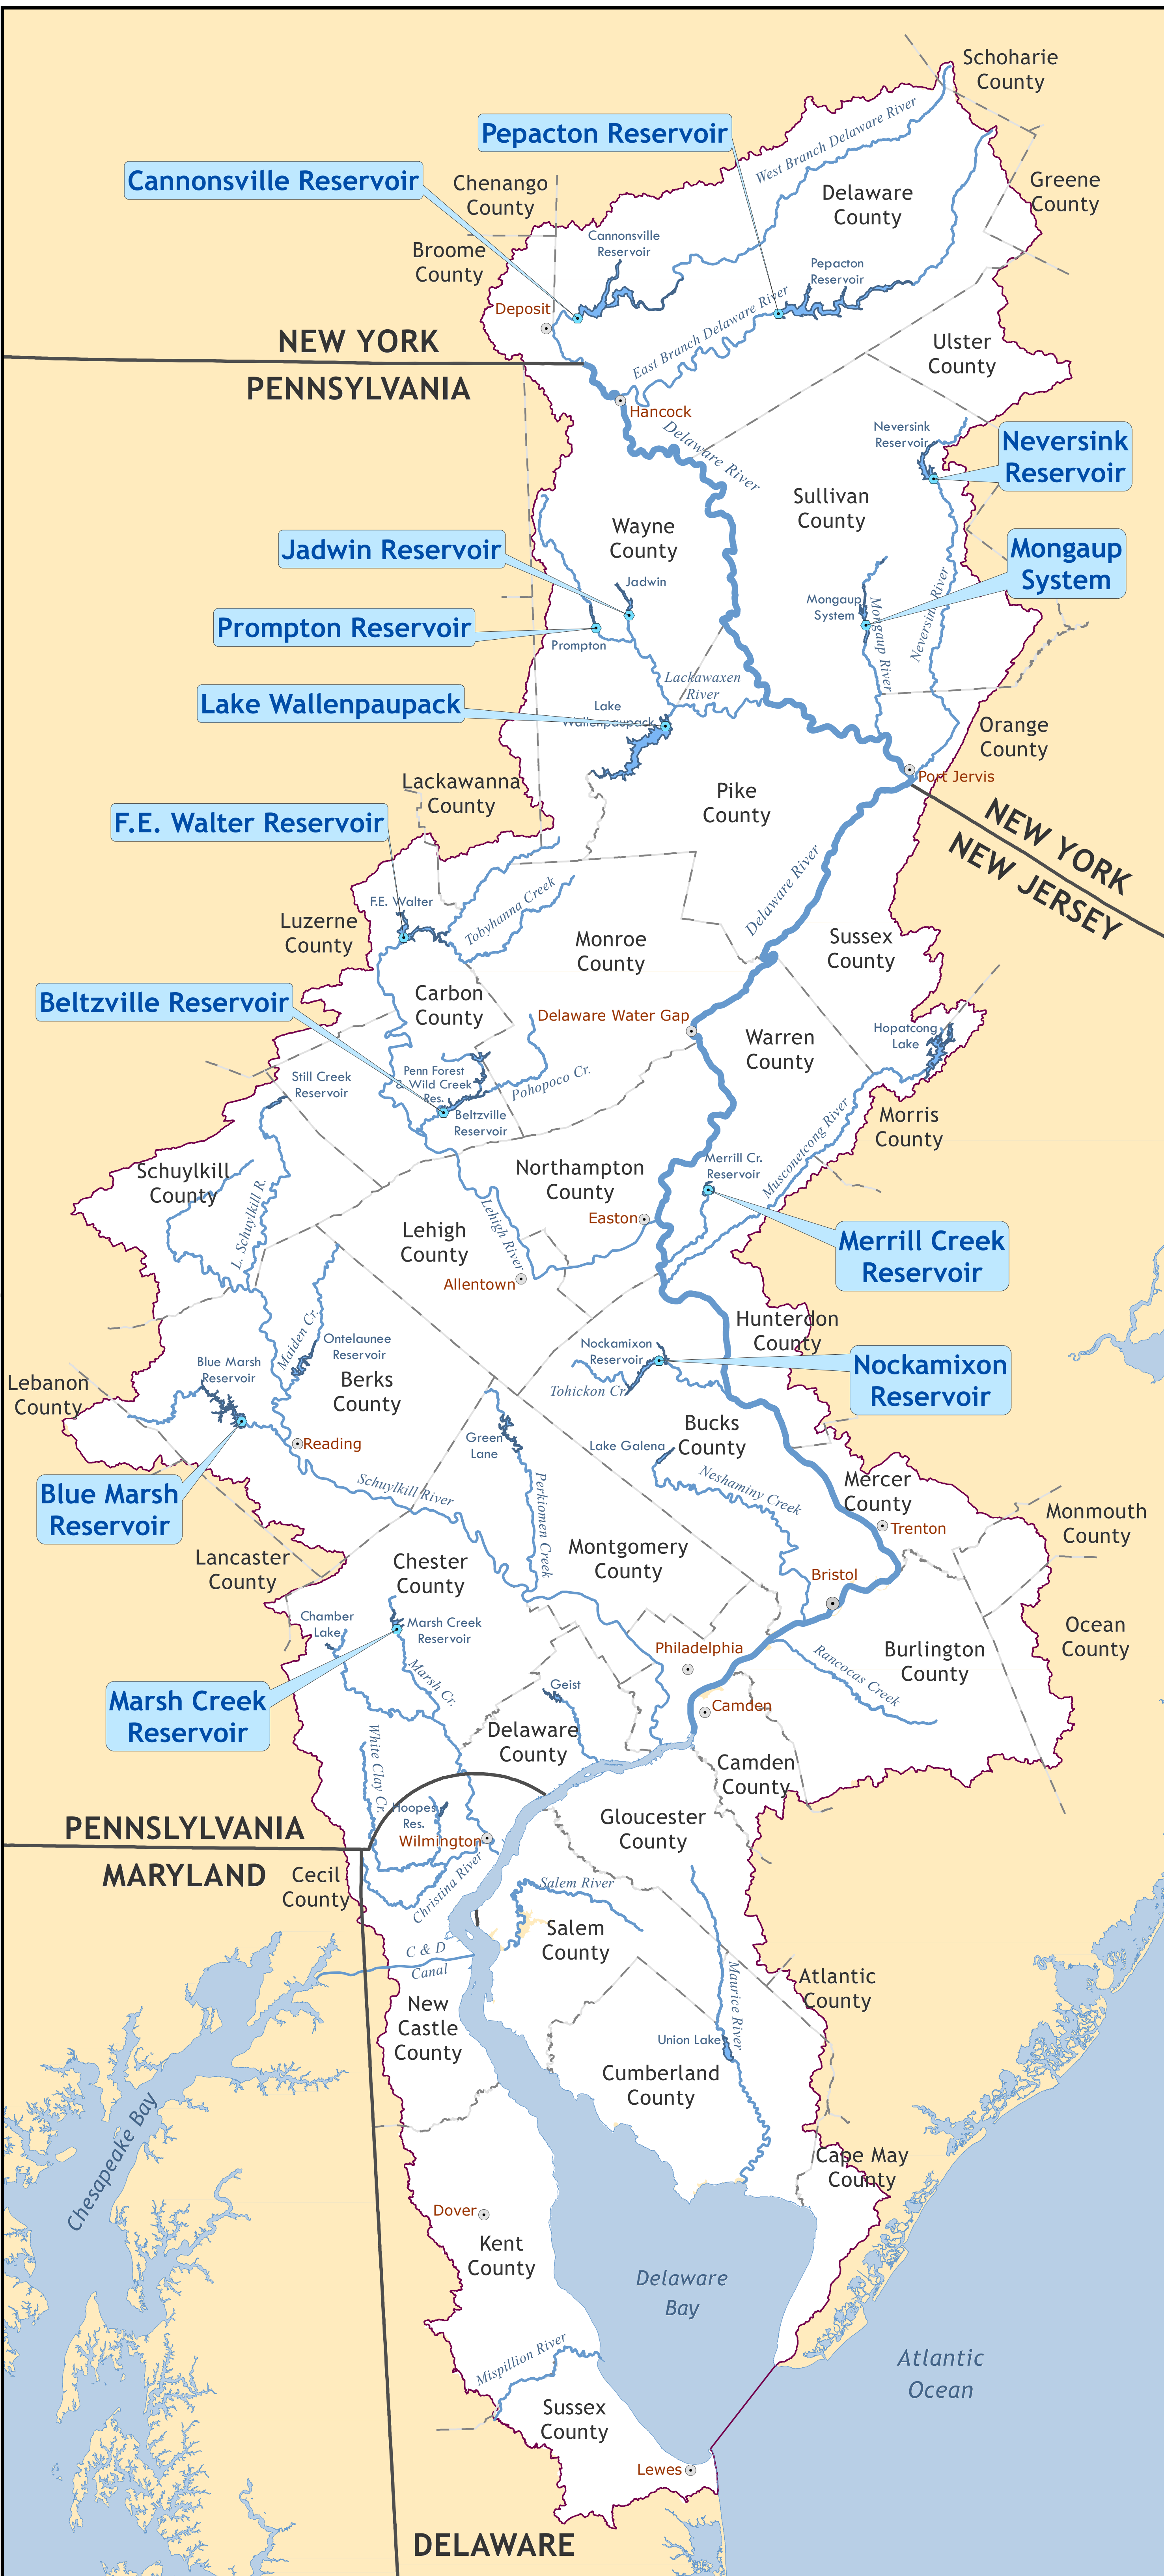 Schoharie
County
Pepacton Reservoir
West Branch Delaware River
Cannonsville Reservoir
Chenango
County
Delaware
County
Greene
County
Broome
County
Cannonsville
Reservoir
Pepacton
Reservoir
Deposit
East Branch Delaware River
NEW YORK
PENNSYLVANIA
Ulster
County
Hancock
Delaware River
Neversink
Reservoir
Neversink
Reservoir
Sullivan
County
Wayne
County
Jadwin Reservoir
Mongaup
System
Jadwin
Mongaup
System
Mongaup River
Neversink River
Prompton Reservoir
Prompton
Lackawaxen
River
Lake Wallenpaupack
Lake
Wallenpaupack
Orange
County
Port Jervis
Lackawanna
County
Pike
County
NEW YORK
NEW JERSEY
F.E. Walter Reservoir
Delaware River
F.E. Walter
Tobyhanna Creek
Luzerne
County
Monroe
County
Sussex
County
Beltzville Reservoir
Carbon
County
Delaware Water Gap
Warren
County
Hopatcong
Lake
Still Creek
Reservoir
Penn Forest
& Wild Creek
Res.
Pohopoco Cr.
Beltzville
Reservoir
Morris
County
Musconetcong River
Schuylkill
County
Northampton
County
Merrill Cr.
Reservoir
L. Schuylkill R.
Lehigh
County
Lehigh River
Easton
Merrill Creek
Reservoir
Allentown
Hunterdon
County
Maiden Cr.
Ontelaunee
Reservoir
Nockamixon
Reservoir
Nockamixon
Reservoir
Blue Marsh
Reservoir
Lebanon
County
Berks
County
Tohickon Cr.
Bucks
County
Reading
Green
Lane
Lake Galena
Neshaminy Creek
Blue Marsh
Reservoir
Schuylkill River
Perkiomen Creek
Mercer
County
Trenton
Monmouth
County
Lancaster
County
Chester
County
Montgomery
County
Bristol
Chamber
Lake
Marsh Creek
Reservoir
Ocean
County
Philadelphia
Burlington
County
Rancocas Creek
Marsh Creek
Reservoir
Marsh Cr.
Geist
Camden
Delaware
County
White Clay Cr.
Camden
County
Hoopes
Res.
Gloucester
County
PENNSLYLVANIA
MARYLAND
Wilmington
Cecil
County
Christina River
Salem River
Salem
County
C & D
Canal
Maurice River
Atlantic
County
New
Castle
County
Union Lake
Cumberland
County
Chesapeake Bay
Cape May
County
Dover
Kent
County
Delaware
Bay
Atlantic
Ocean
Mispillion River
Sussex
County
Lewes
DELAWARE